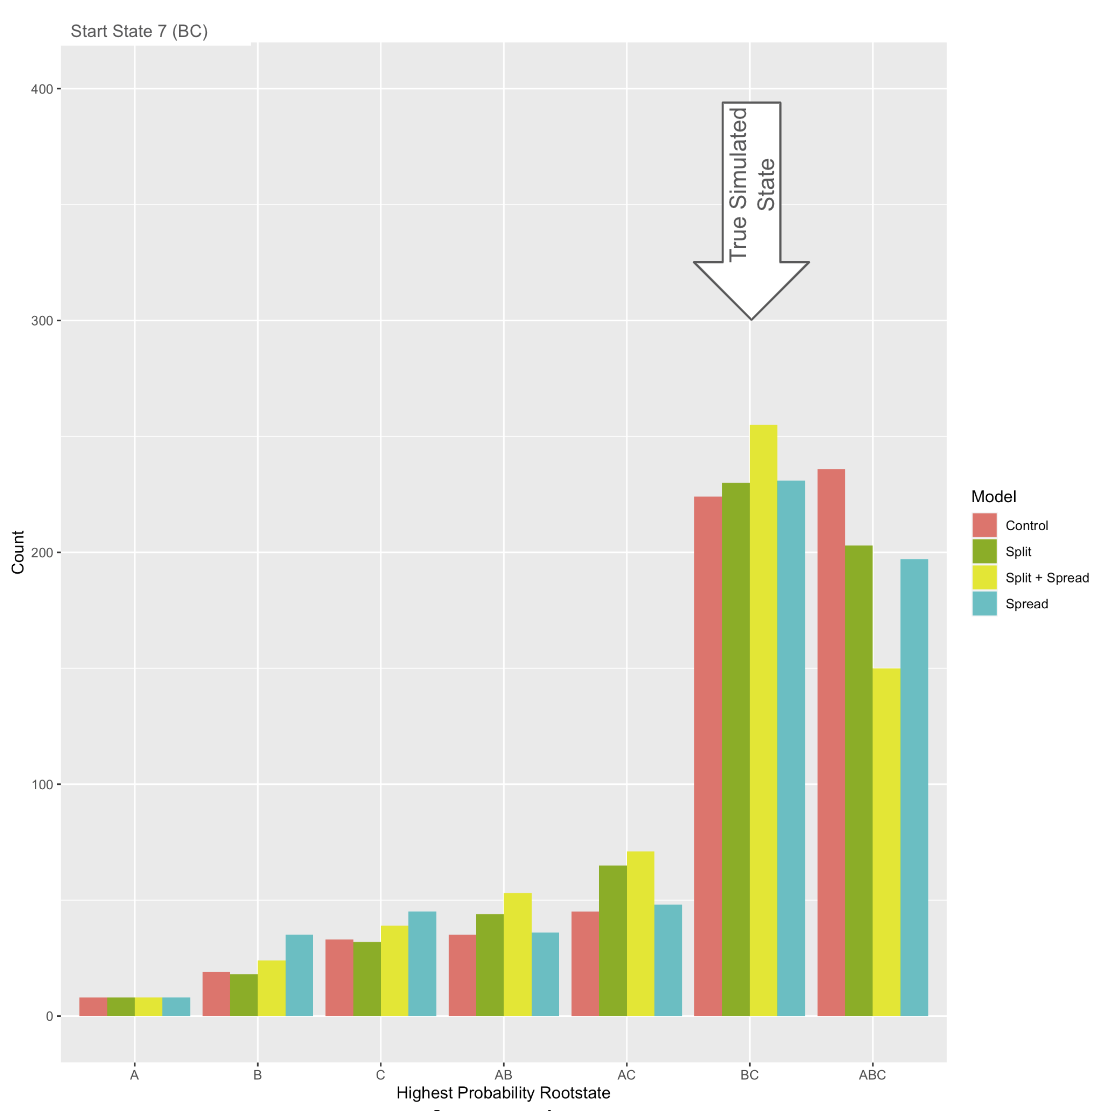 Start State 7 (BC)
400
300
200
100
0
Count
True Simulated
State
A B C AB AC BC ABC
Highest Probability Rootstate
Model
Control
Split
Split + Spread
Spread